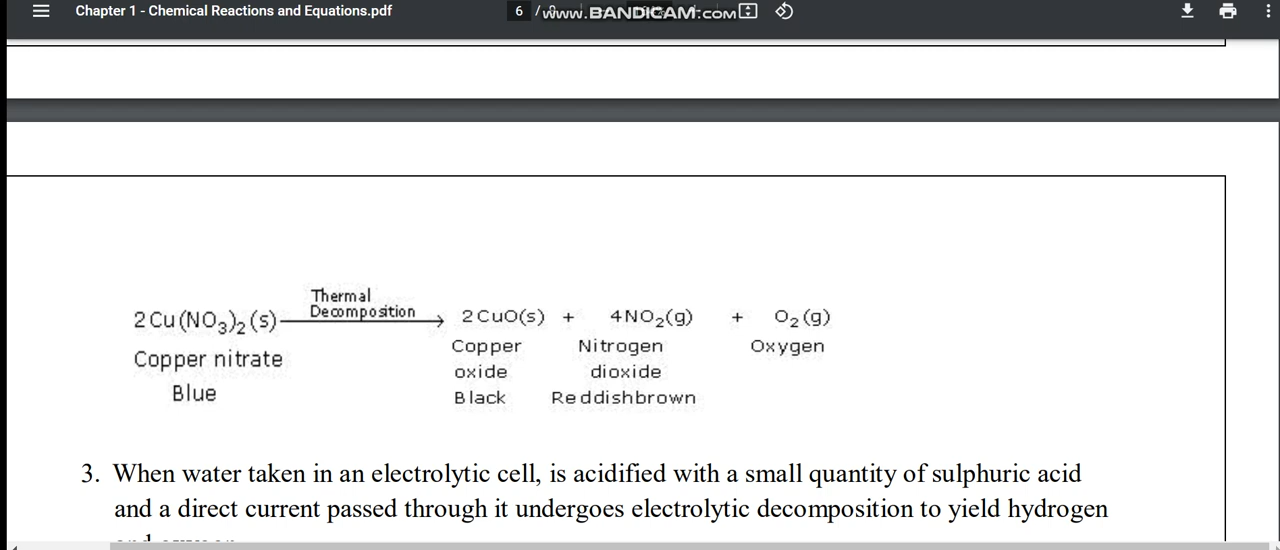 Chapter 1 - Chemical Reactions and Equations.pdf
6 /
www.BANDICAM.com
Thermal
Decomposition
2Cu(NO₃)₂(s) → 2CuO(s) + 4NO₂(g) + O₂(g)
Copper nitrate
Blue
Copper
oxide
Black
Nitrogen
dioxide
Reddishbrown
Oxygen
3. When water taken in an electrolytic cell, is acidified with a small quantity of sulphuric acid
and a direct current passed through it undergoes electrolytic decomposition to yield hydrogen